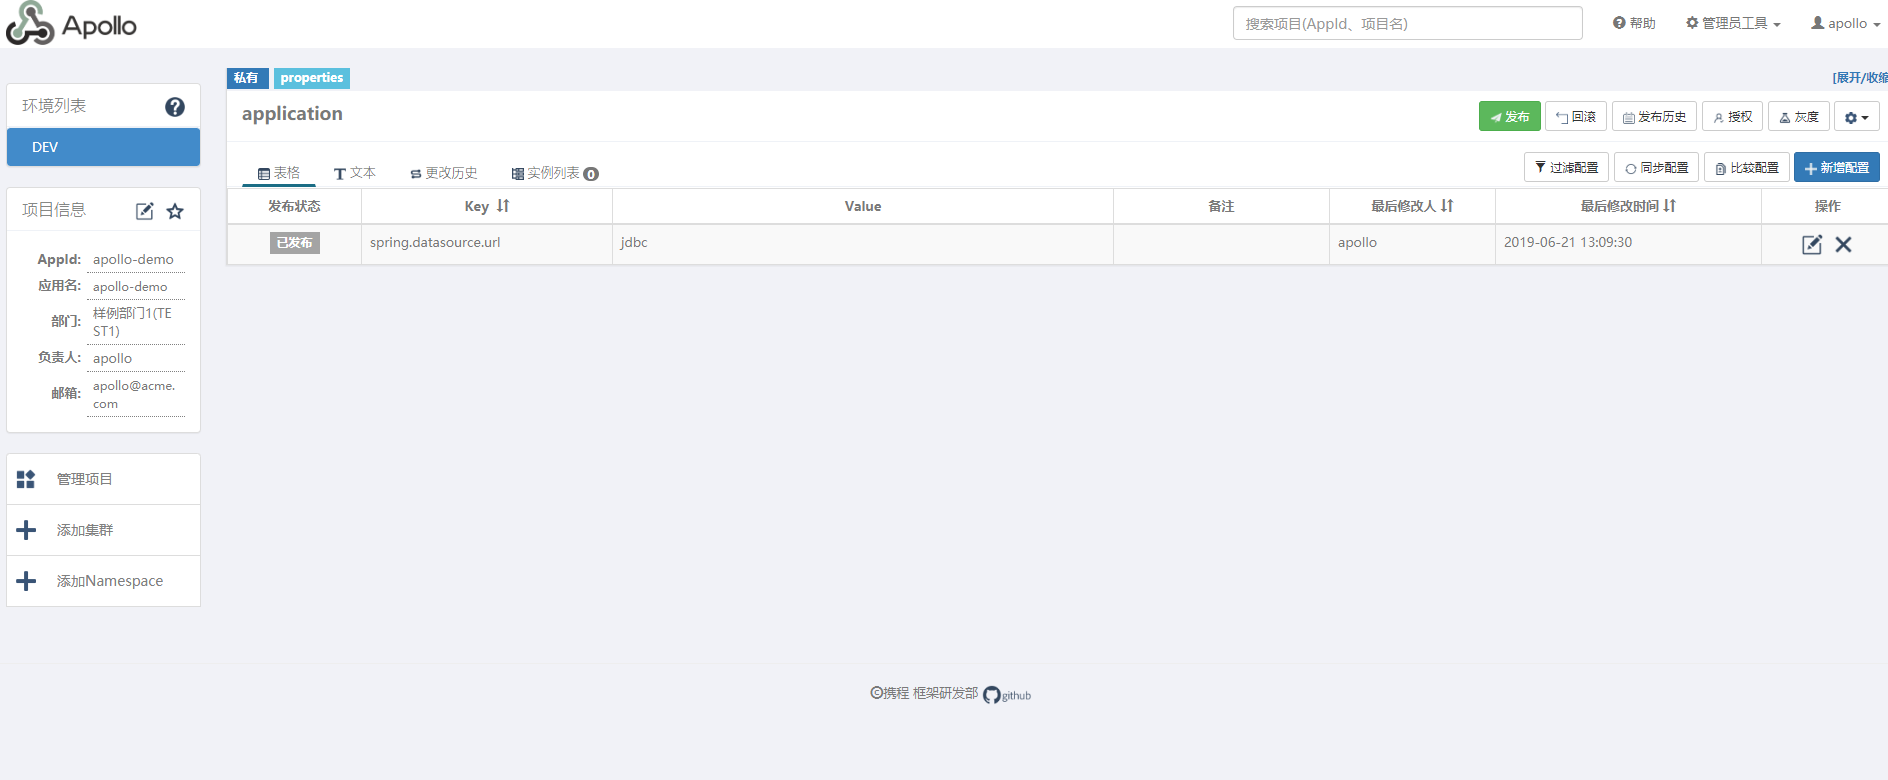 Apollo
搜索项目(AppId、项目名)
帮助
管理员工具
apollo
环境列表
DEV
项目信息
AppId: apollo-demo
应用名: apollo-demo
部门: 样例部门1(TE
ST1)
负责人: apollo
邮箱: apollo@acme.
com
管理项目
添加集群
添加Namespace
私有 properties
[展开/收缩
application
发布 回滚 发布历史 授权 灰度
表格 文本 更改历史 实例列表 0
过滤配置 同步配置 比较配置 新增配置
发布状态 Key Value 备注 最后修改人 最后修改时间 操作
已发布 spring.datasource.url jdbc apollo 2019-06-21 13:09:30
©携程 框架研发部 github